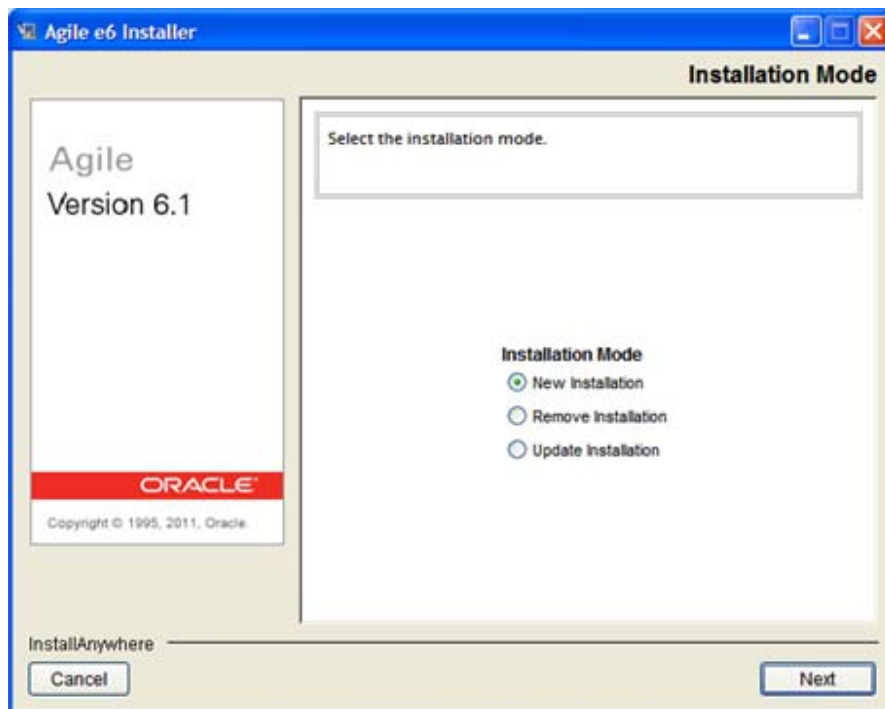 Agile e6 Installer
Installation Mode
Agile
Version 6.1
ORACLE
Copyright © 1995, 2011, Oracle.
Select the installation mode.
Installation Mode
New Installation
Remove Installation
Update Installation
InstallAnywhere
Cancel
Next